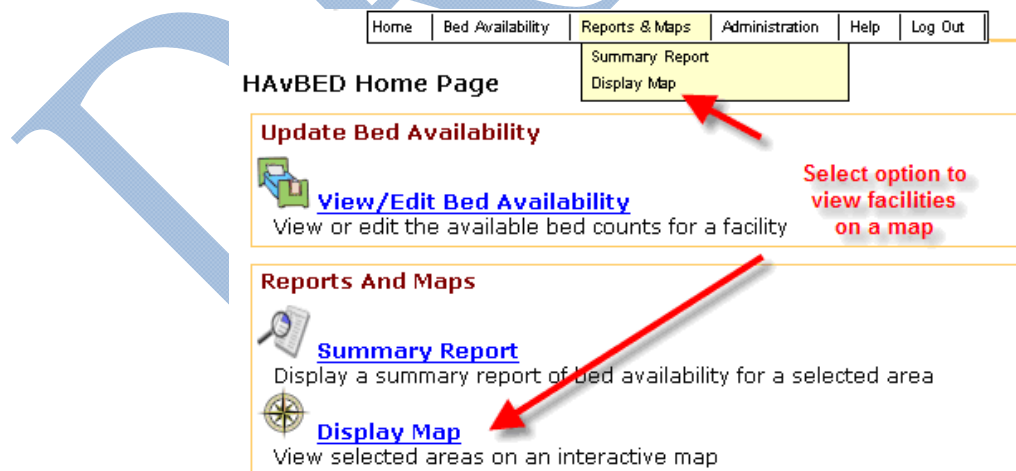 Home Bed Availability Reports & Maps Administration Help Log Out
Summary Report
Display Map
HAvBED Home Page
Update Bed Availability
View/Edit Bed Availability
View or edit the available bed counts for a facility
Select option to
view facilities
on a map
Reports And Maps
Summary Report
Display a summary report of bed availability for a selected area
Display Map
View selected areas on an interactive map